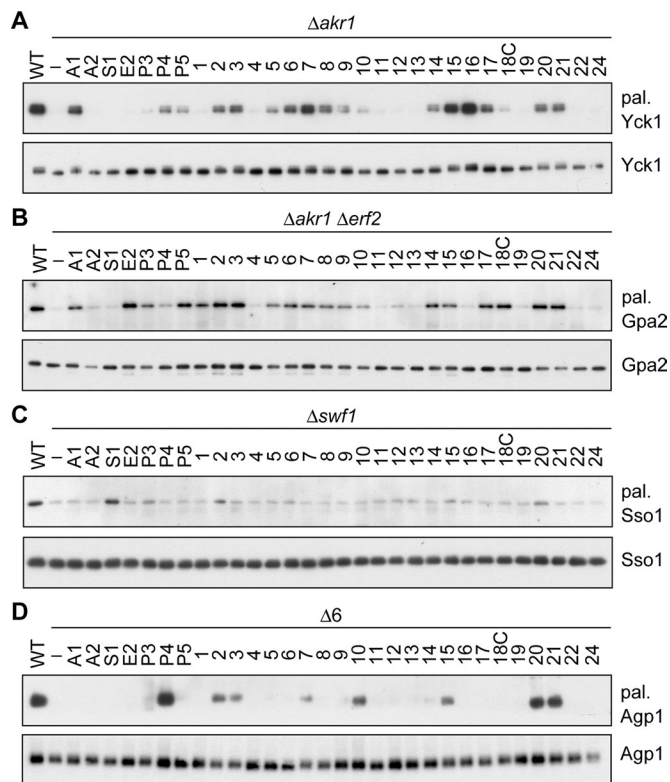 A
Δakr1
WT – A1 A2 S1 E2 P3 P4 P5 1 2 3 4 5 6 7 8 9 10 11 12 13 14 15 16 17 18C 19 20 21 22 24
pal.
Yck1
Yck1
B
Δakr1 Δerf2
WT – A1 A2 S1 E2 P3 P4 P5 1 2 3 4 5 6 7 8 9 10 11 12 13 14 15 16 17 18C 19 20 21 22 24
pal.
Gpa2
Gpa2
C
Δswf1
WT – A1 A2 S1 E2 P3 P4 P5 1 2 3 4 5 6 7 8 9 10 11 12 13 14 15 16 17 18C 19 20 21 22 24
pal.
Sso1
Sso1
D
Δ6
WT – A1 A2 S1 E2 P3 P4 P5 1 2 3 4 5 6 7 8 9 10 11 12 13 14 15 16 17 18C 19 20 21 22 24
pal.
Agp1
Agp1